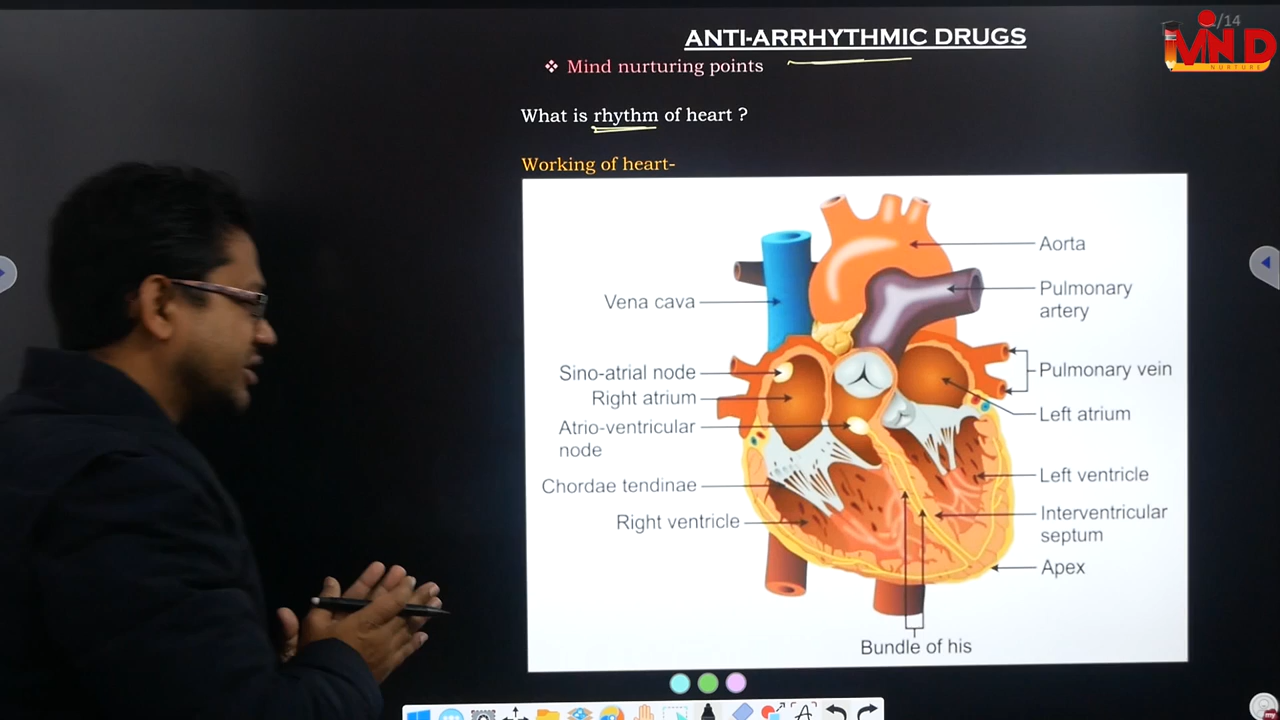 ANTI-ARRHYTHMIC DRUGS
/14
MIND
NURTURE
❖ Mind nurturing points
What is rhythm of heart ?
Working of heart-
Aorta
Pulmonary
artery
Vena cava
Pulmonary vein
Sino-atrial node
Right atrium
Left atrium
Atrio-ventricular
node
Left ventricle
Chordae tendinae
Interventricular
septum
Right ventricle
Apex
Bundle of his